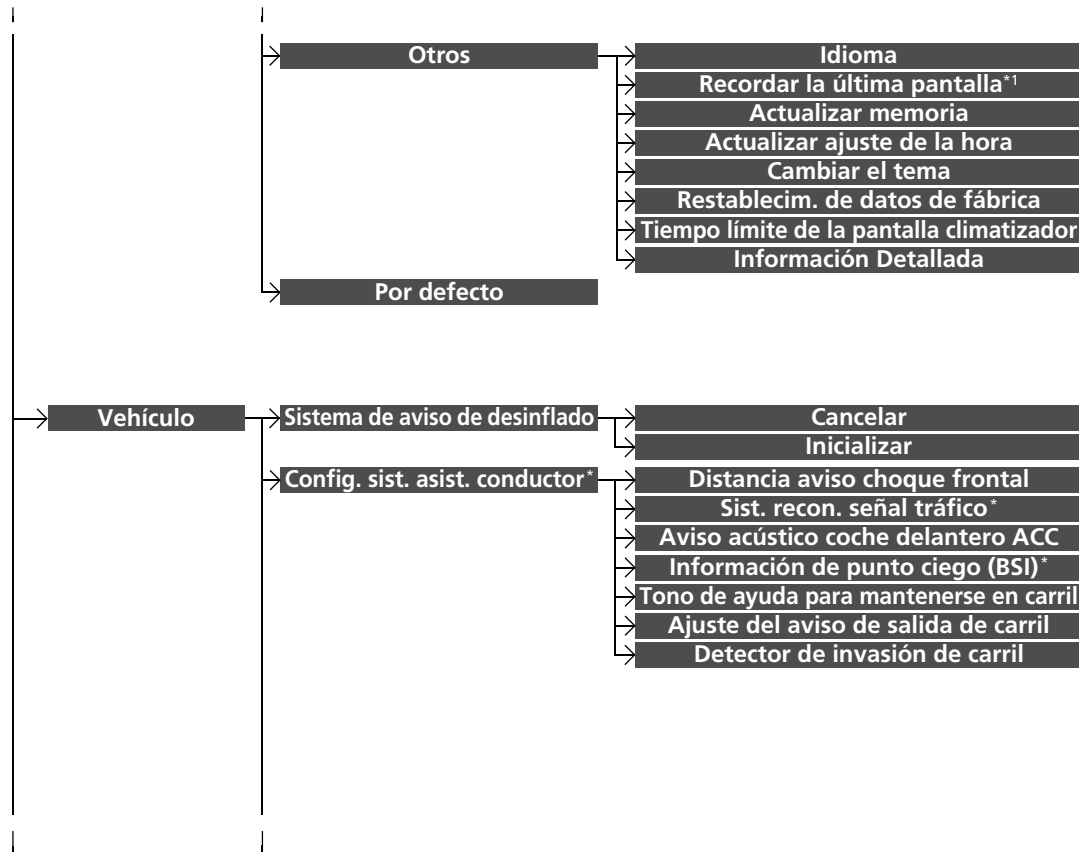 Otros
Idioma
Recordar la última pantalla*1
Actualizar memoria
Actualizar ajuste de la hora
Cambiar el tema
Restablecim. de datos de fábrica
Tiempo límite de la pantalla climatizador
Información Detallada
Por defecto
Vehículo
Sistema de aviso de desinflado
Cancelar
Inicializar
Config. sist. asist. conductor*
Distancia aviso choque frontal
Sist. recon. señal tráfico*
Aviso acústico coche delantero ACC
Información de punto ciego (BSI)*
Tono de ayuda para mantenerse en carril
Ajuste del aviso de salida de carril
Detector de invasión de carril